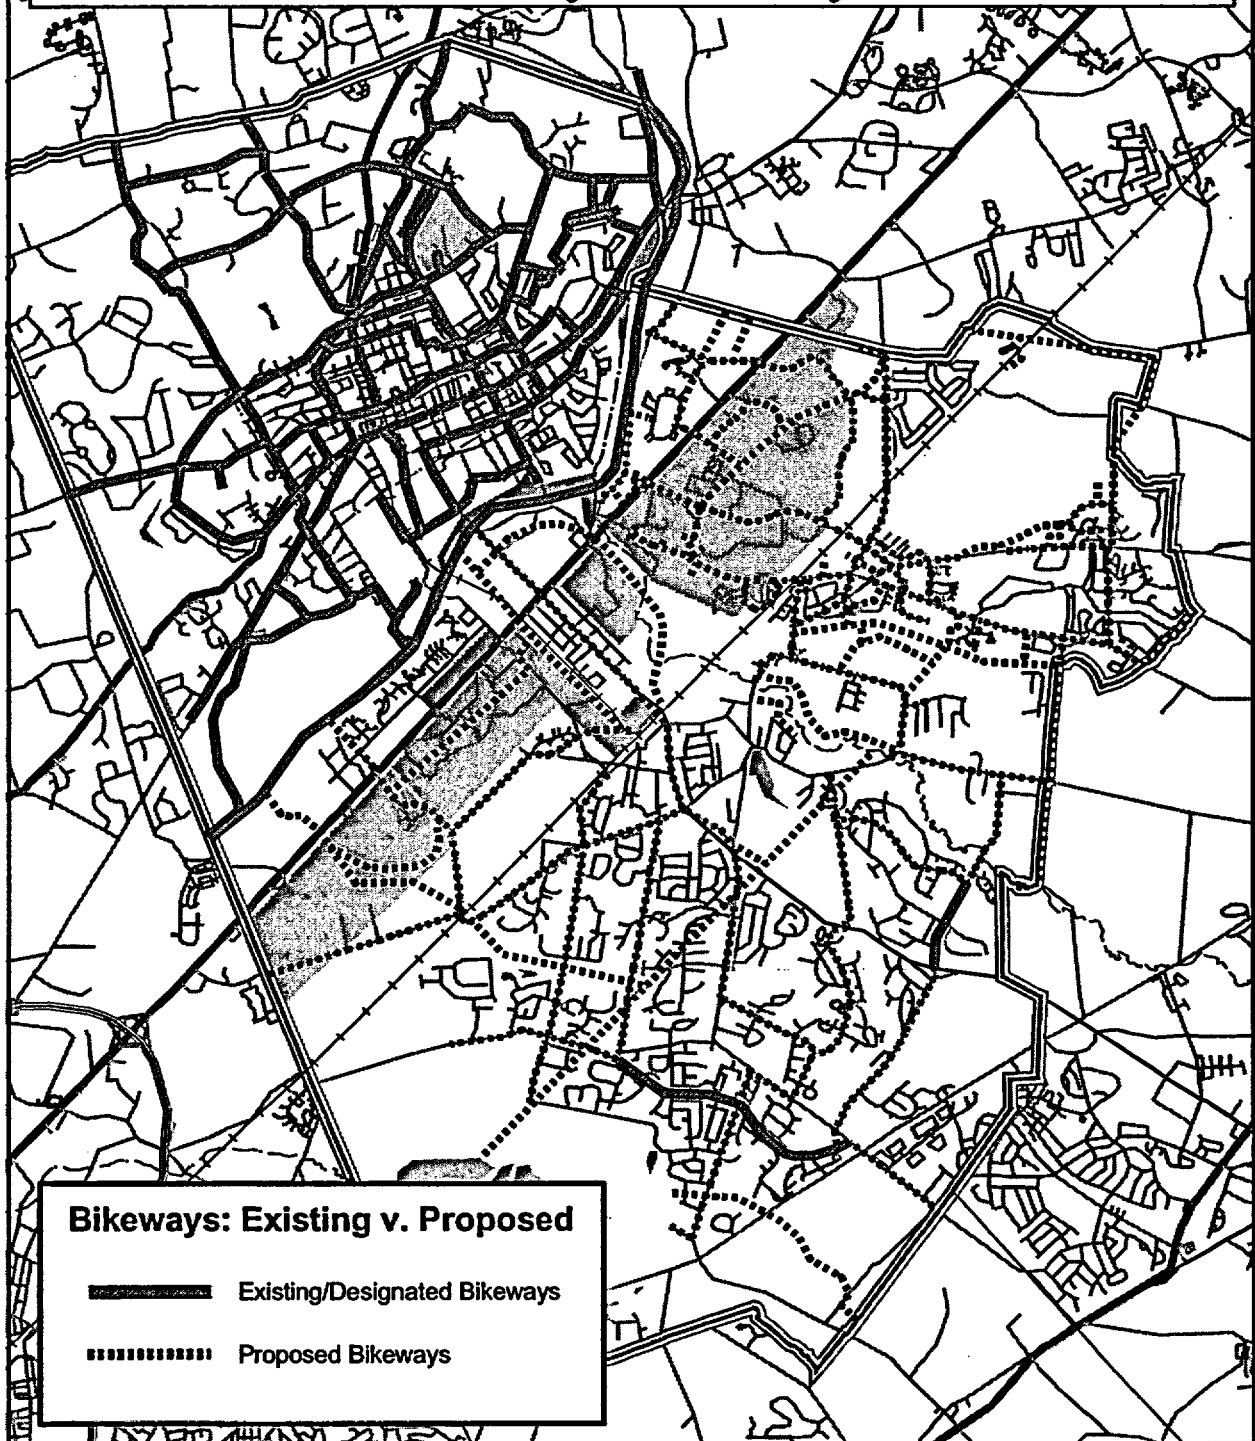 Bikeways: Existing v. Proposed
Existing/Designated Bikeways
Proposed Bikeways